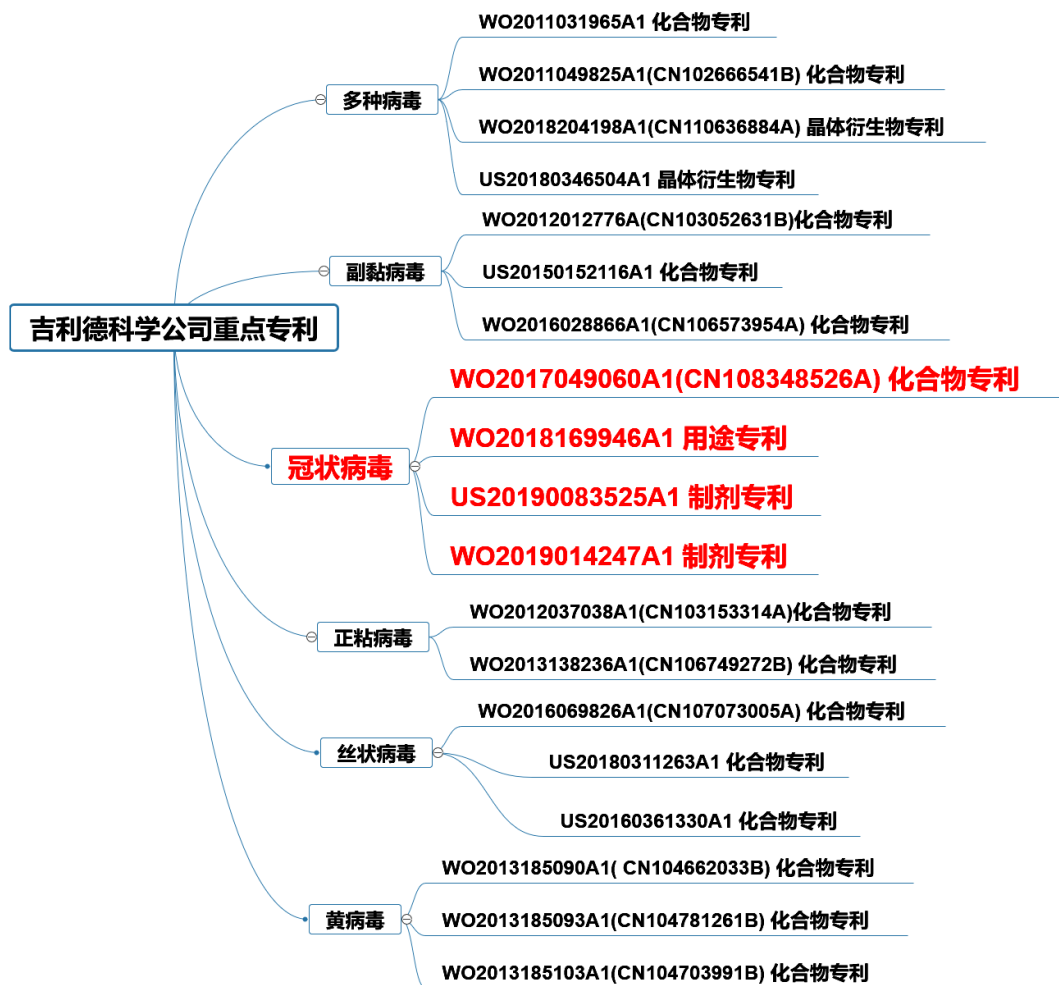 吉利德科学公司重点专利
多种病毒
WO2011031965A1 化合物专利
WO2011049825A1(CN102666541B) 化合物专利
WO2018204198A1(CN110636884A) 晶体衍生物专利
US20180346504A1 晶体衍生物专利
副黏病毒
WO2012012776A(CN103052631B)化合物专利
US20150152116A1 化合物专利
WO2016028866A1(CN106573954A) 化合物专利
冠状病毒
WO2017049060A1(CN108348526A) 化合物专利
WO2018169946A1 用途专利
US20190083525A1 制剂专利
WO2019014247A1 制剂专利
正粘病毒
WO2012037038A1(CN103153314A)化合物专利
WO2013138236A1(CN106749272B) 化合物专利
丝状病毒
WO2016069826A1(CN107073005A) 化合物专利
US20180311263A1 化合物专利
US20160361330A1 化合物专利
黄病毒
WO2013185090A1( CN104662033B) 化合物专利
WO2013185093A1(CN104781261B) 化合物专利
WO2013185103A1(CN104703991B) 化合物专利